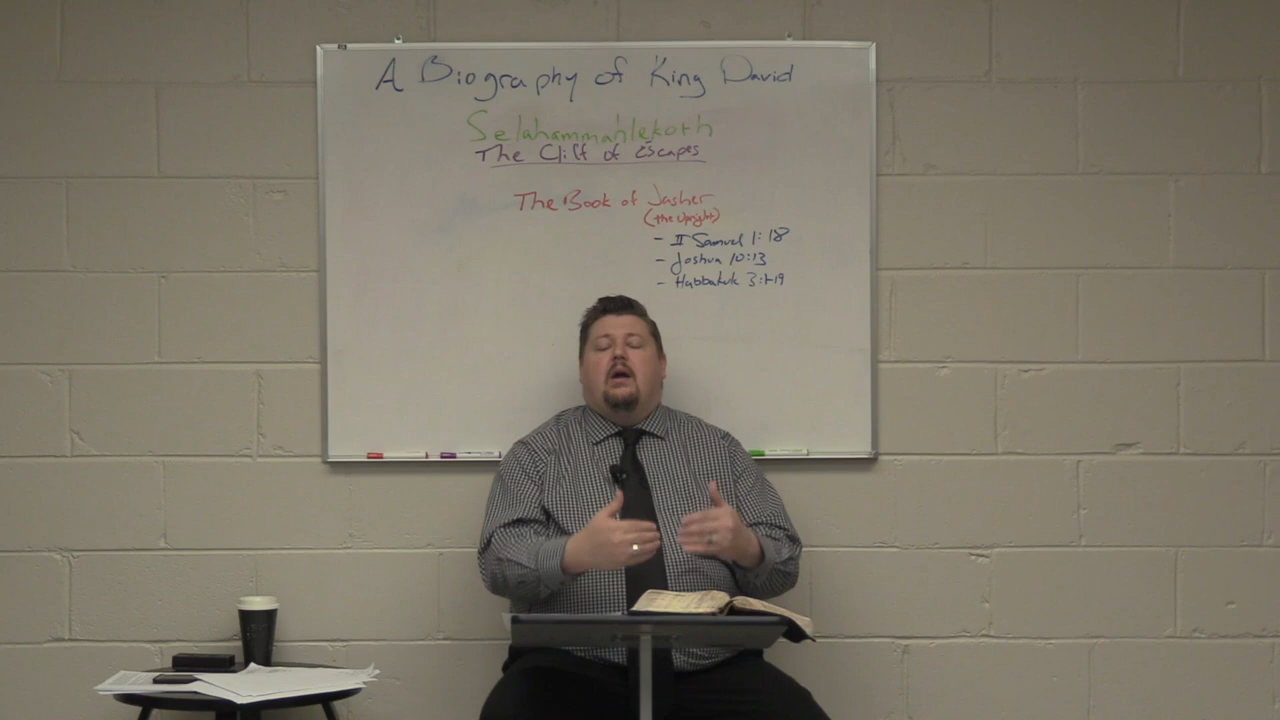 A Biography of King David
Selahammahlekoth
The Clift of Escapes
The Book of Jasher
(the upright)
- II Samuel 1:18
- Joshua 10:13
- Habbakuk 3:1-19